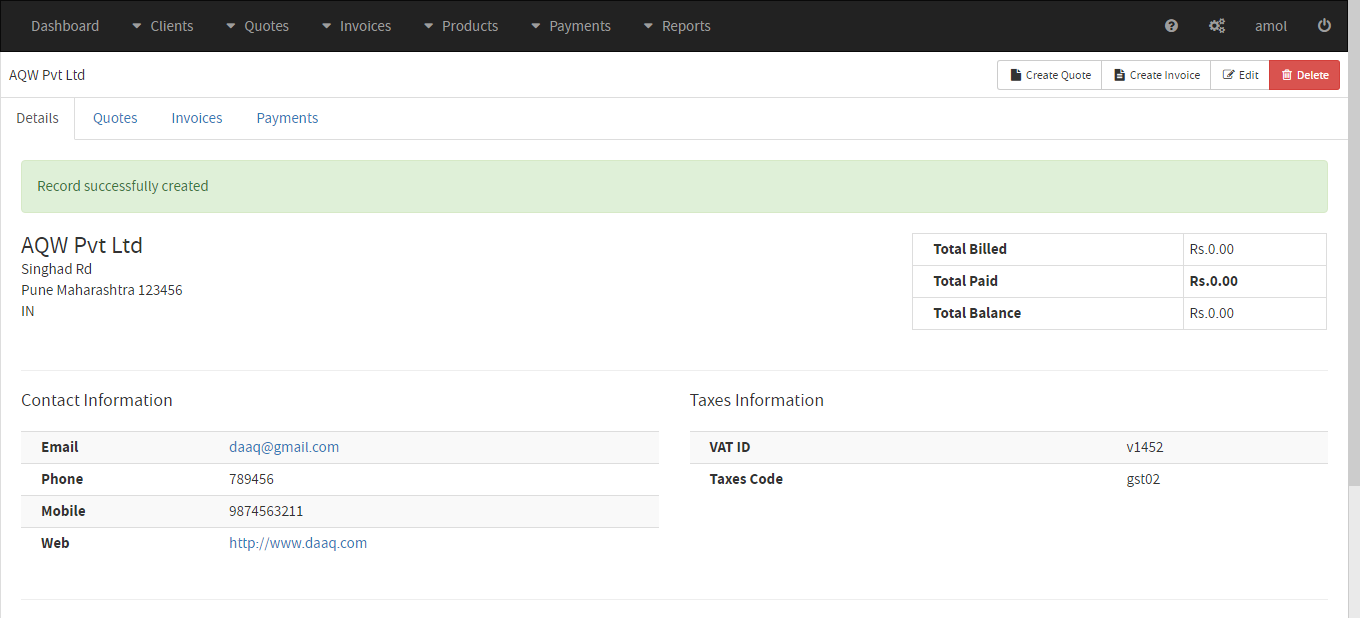 Dashboard Clients Quotes Invoices Products Payments Reports amol
AQW Pvt Ltd Create Quote Create Invoice Edit Delete
Details Quotes Invoices Payments
Record successfully created
AQW Pvt Ltd
Singhad Rd
Pune Maharashtra 123456
IN
Total Billed Rs.0.00
Total Paid Rs.0.00
Total Balance Rs.0.00
Contact Information
Email daaq@gmail.com
Phone 789456
Mobile 9874563211
Web http://www.daaq.com
Taxes Information
VAT ID v1452
Taxes Code gst02